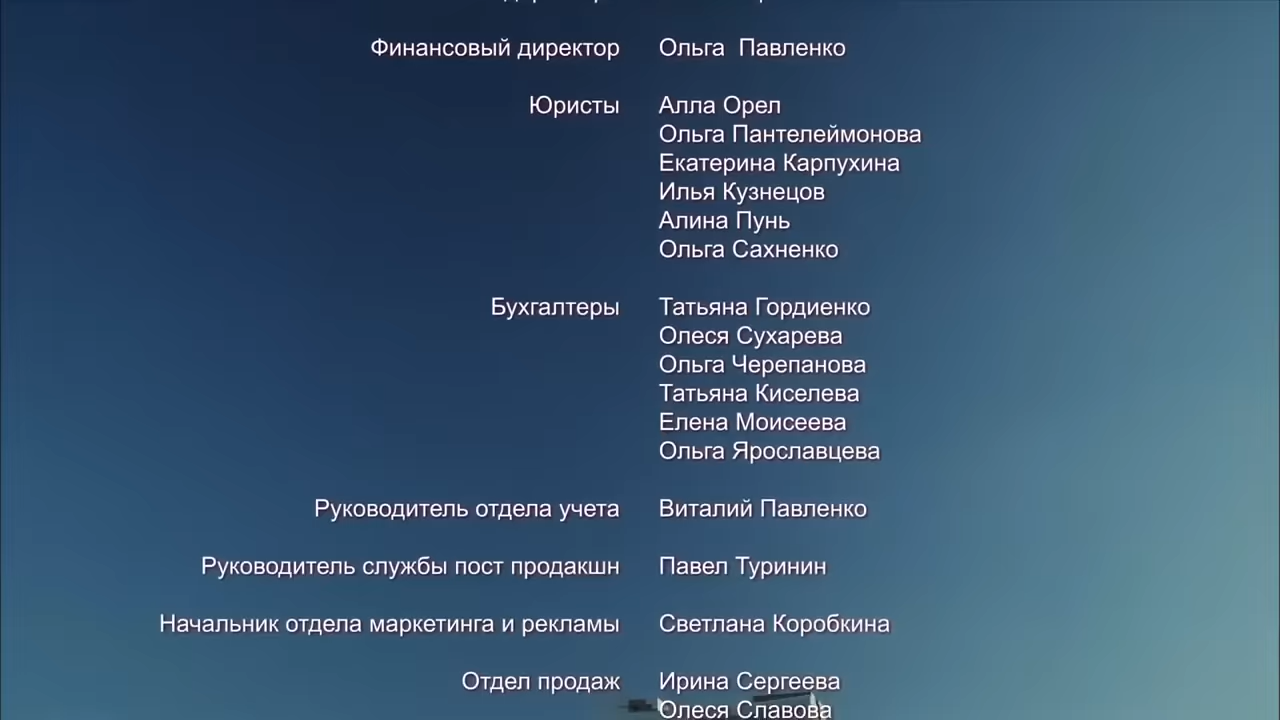 Финансовый директор Ольга Павленко
Юристы Алла Орел
Ольга Пантелеймонова
Екатерина Карпухина
Илья Кузнецов
Алина Пунь
Ольга Сахненко
Бухгалтеры Татьяна Гордиенко
Олеся Сухарева
Ольга Черепанова
Татьяна Киселева
Елена Моисеева
Ольга Ярославцева
Руководитель отдела учета Виталий Павленко
Руководитель службы пост продакшн Павел Туринин
Начальник отдела маркетинга и рекламы Светлана Коробкина
Отдел продаж Ирина Сергеева
Олеся Славова